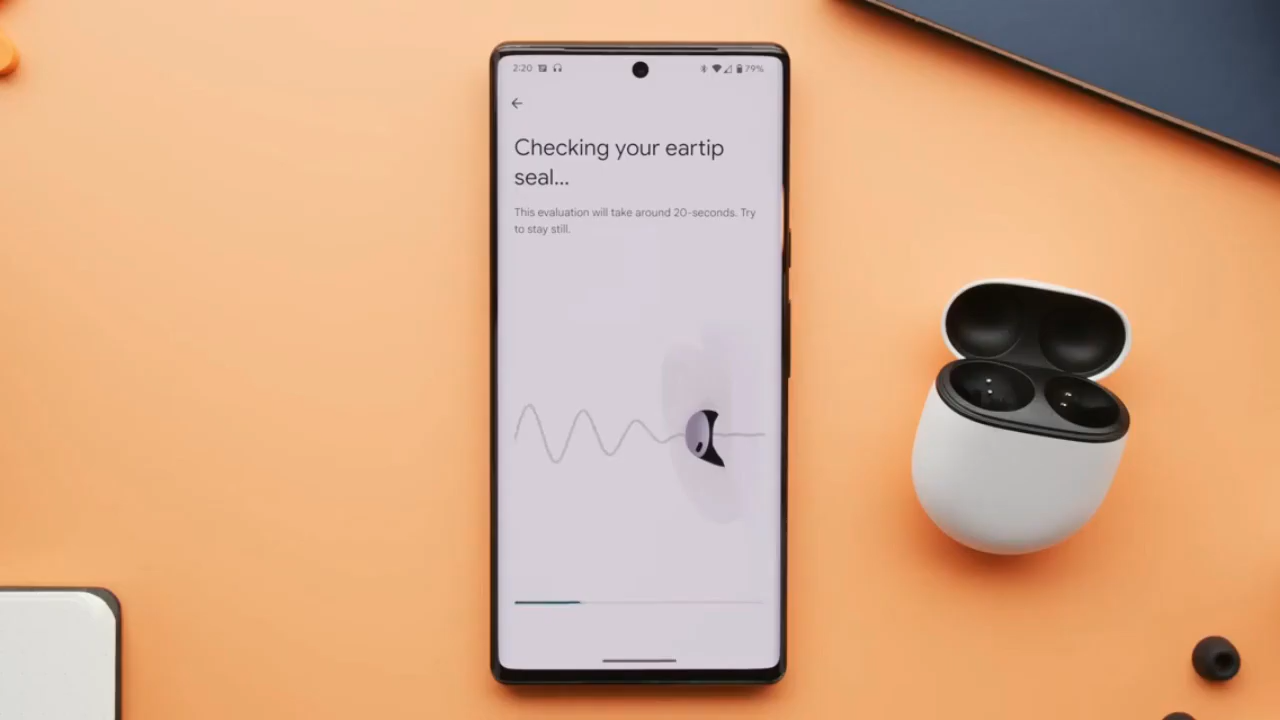 2:20
79%
Checking your eartip
seal...
This evaluation will take around 20-seconds. Try
to stay still.